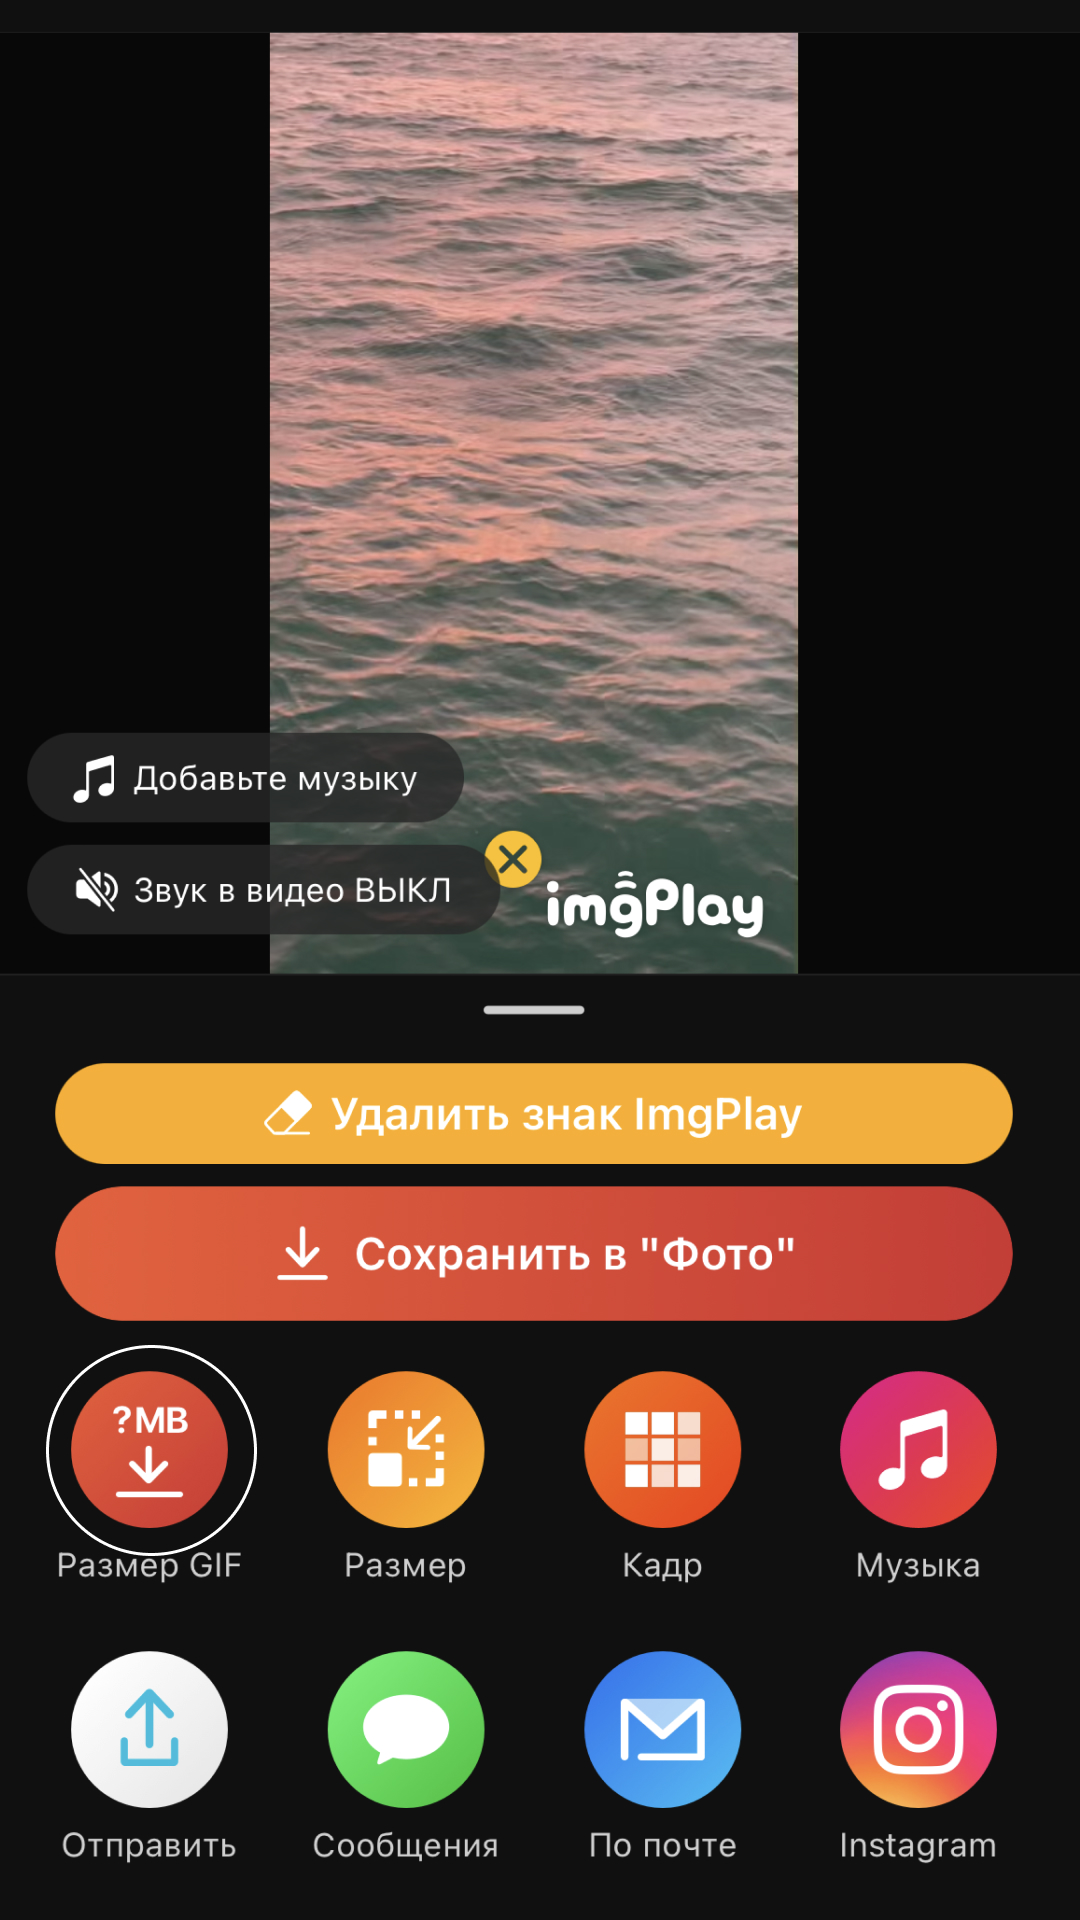 Добавьте музыку
Звук в видео ВЫКЛ
imgPlay
Удалить знак ImgPlay
Сохранить в "Фото"
?MB
Размер GIF
Размер
Кадр
Музыка
Отправить
Сообщения
По почте
Instagram